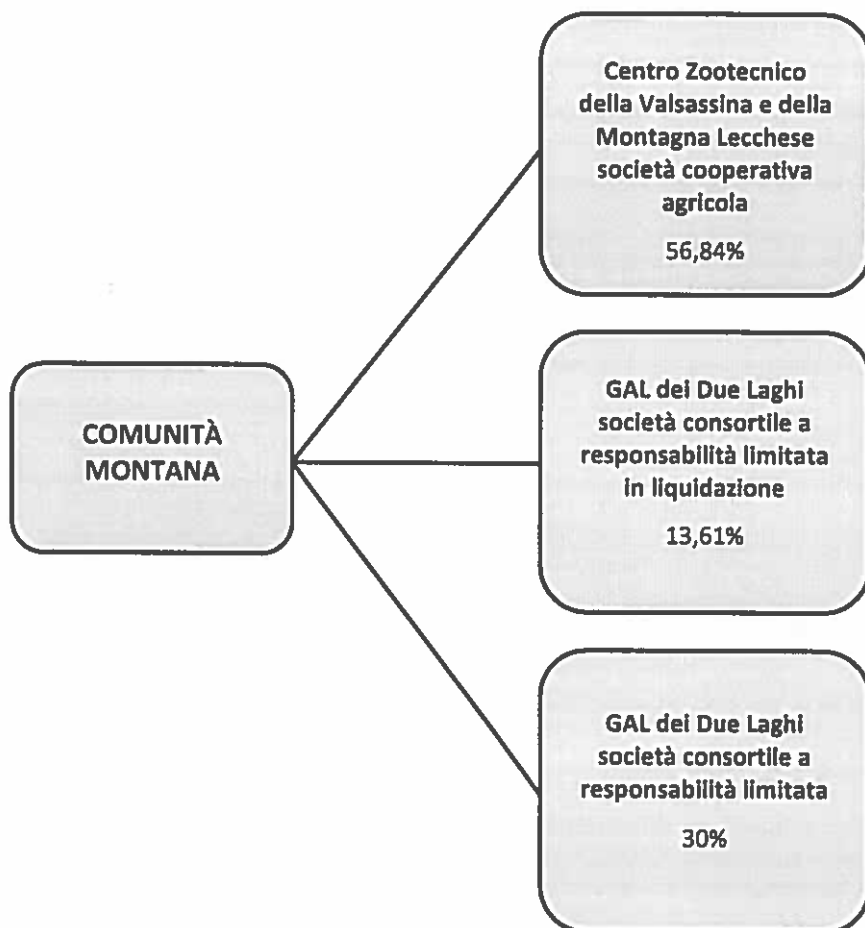 Centro Zootecnico
della Valsassina e della
Montagna Lecchese
società cooperativa
agricola
56,84%
COMUNITÀ
MONTANA
GAL dei Due Laghi
società consortile a
responsabilità limitata
in liquidazione
13,61%
GAL dei Due Laghi
società consortile a
responsabilità limitata
30%